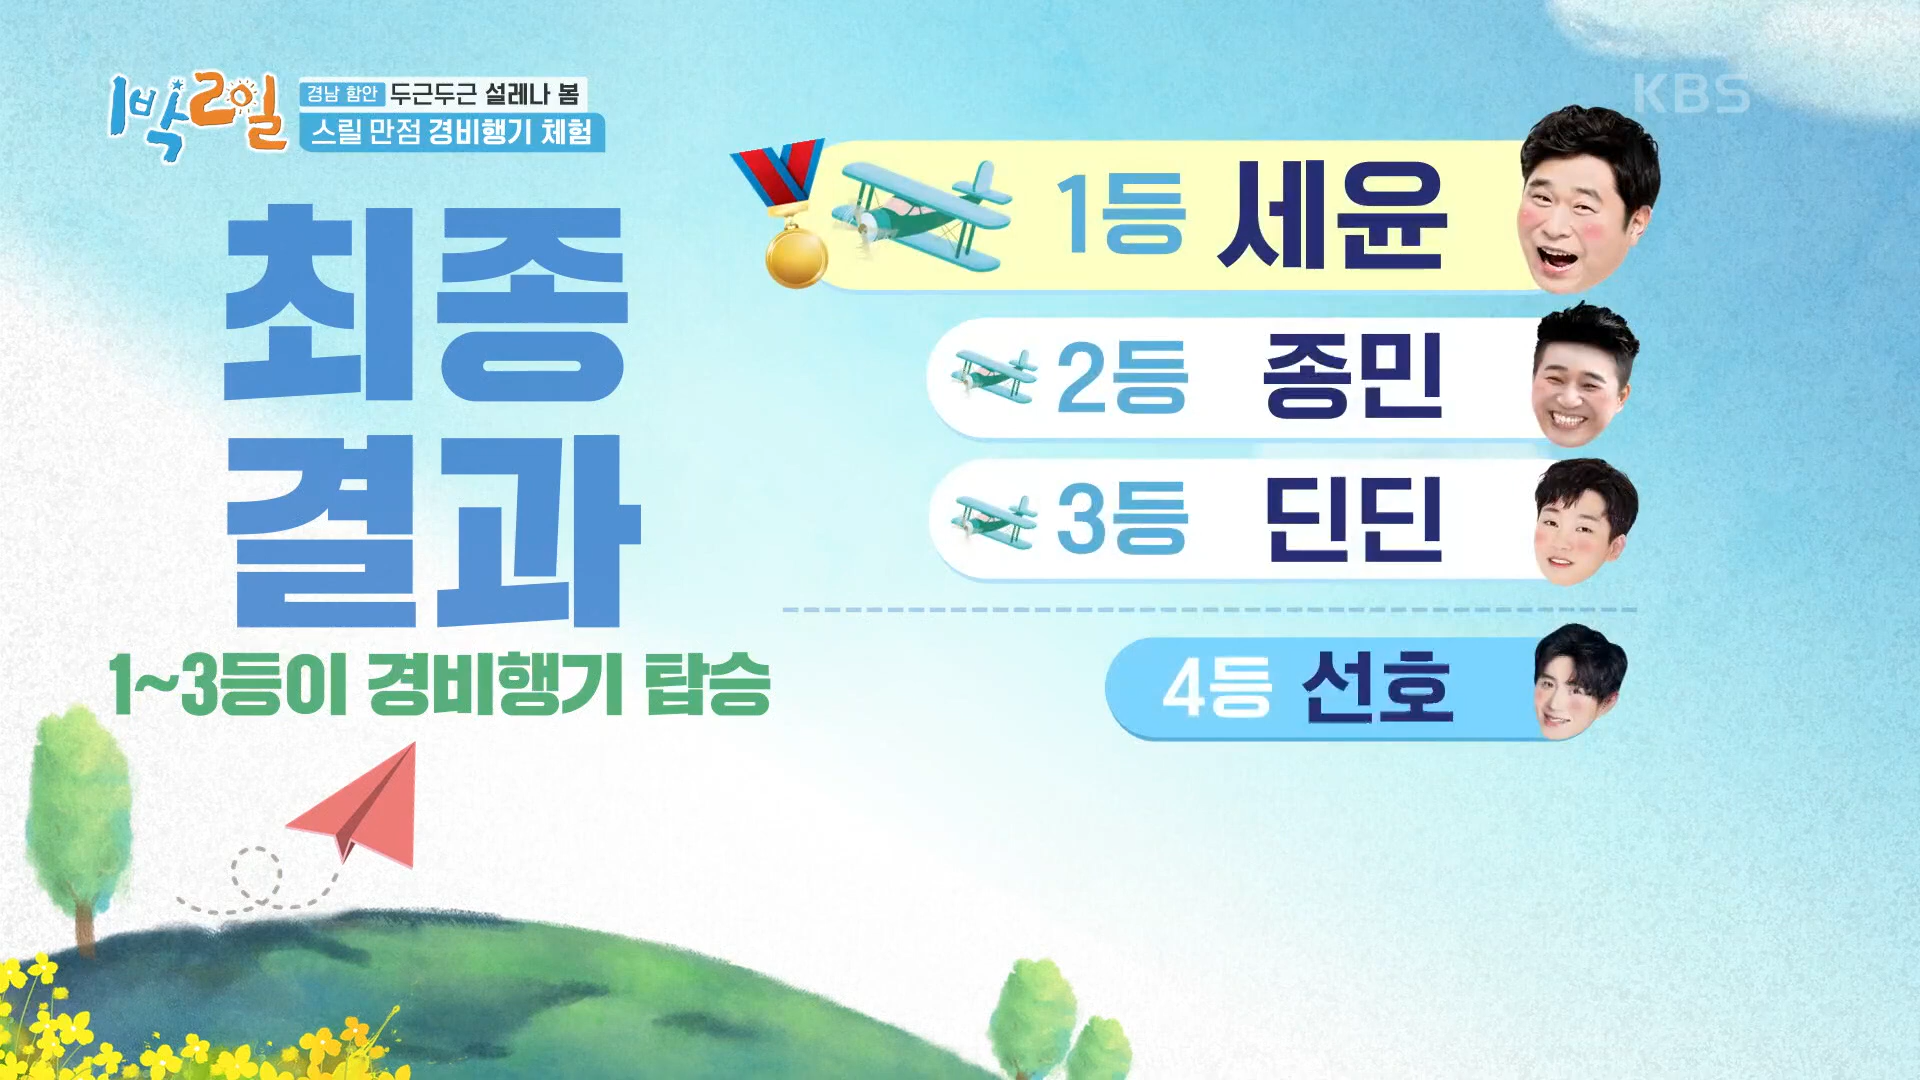 1박2일
경남 함안 두근두근 설레나 봄
스릴 만점 경비행기 체험
KBS
최종
결과
1~3등이 경비행기 탑승
1등 세윤
2등 종민
3등 딘딘
4등 선호